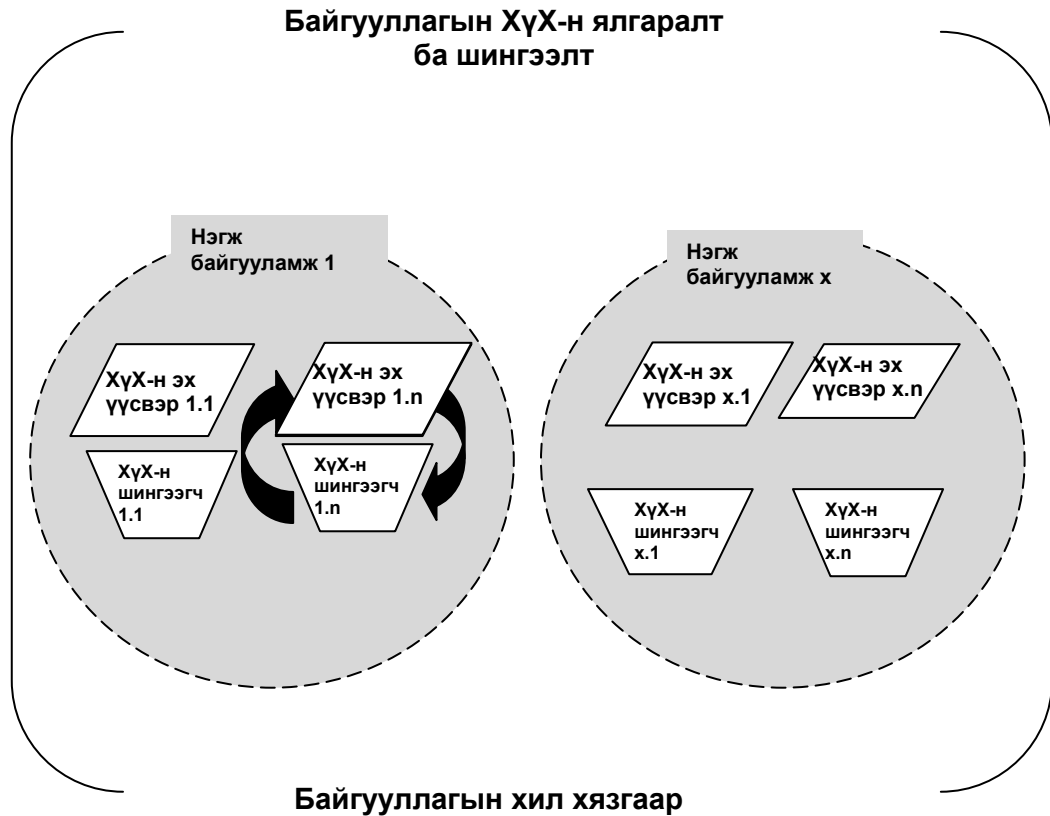 Байгууллагын ХүХ-н ялгаралт
ба шингээлт
Нэгж
байгууламж 1
Нэгж
байгууламж x
ХүХ-н эх
үүсвэр 1.1
ХүХ-н эх
үүсвэр 1.n
ХүХ-н эх
үүсвэр x.1
ХүХ-н эх
үүсвэр x.n
ХүХ-н
шингээгч
1.1
ХүХ-н
шингээгч
1.n
ХүХ-н
шингээгч
x.1
ХүХ-н
шингээгч
x.n
Байгууллагын хил хязгаар